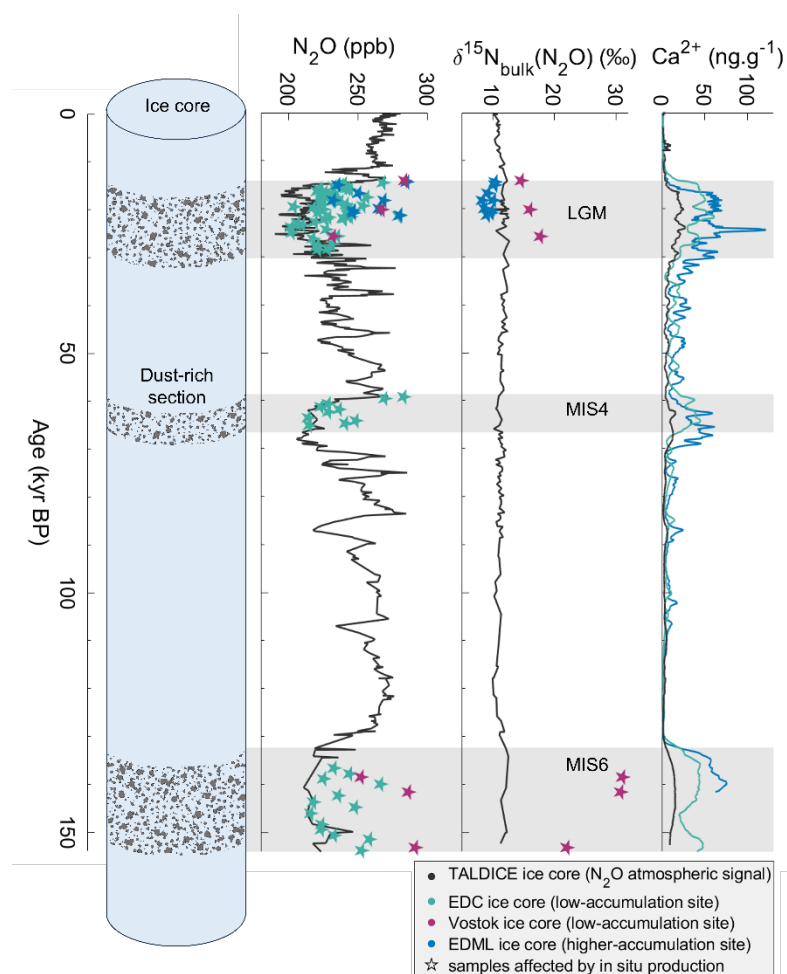 N2O (ppb)
200
250
300
δ15Nbulk(N2O) (‰)
10
20
30
Ca2+ (ng.g-1)
0
50
100
Ice core
Dust-rich
section
Age (kyr BP)
0
50
100
150
LGM
MIS4
MIS6
TALDICE ice core (N2O atmospheric signal)
EDC ice core (low-accumulation site)
Vostok ice core (low-accumulation site)
EDML ice core (higher-accumulation site)
samples affected by in situ production